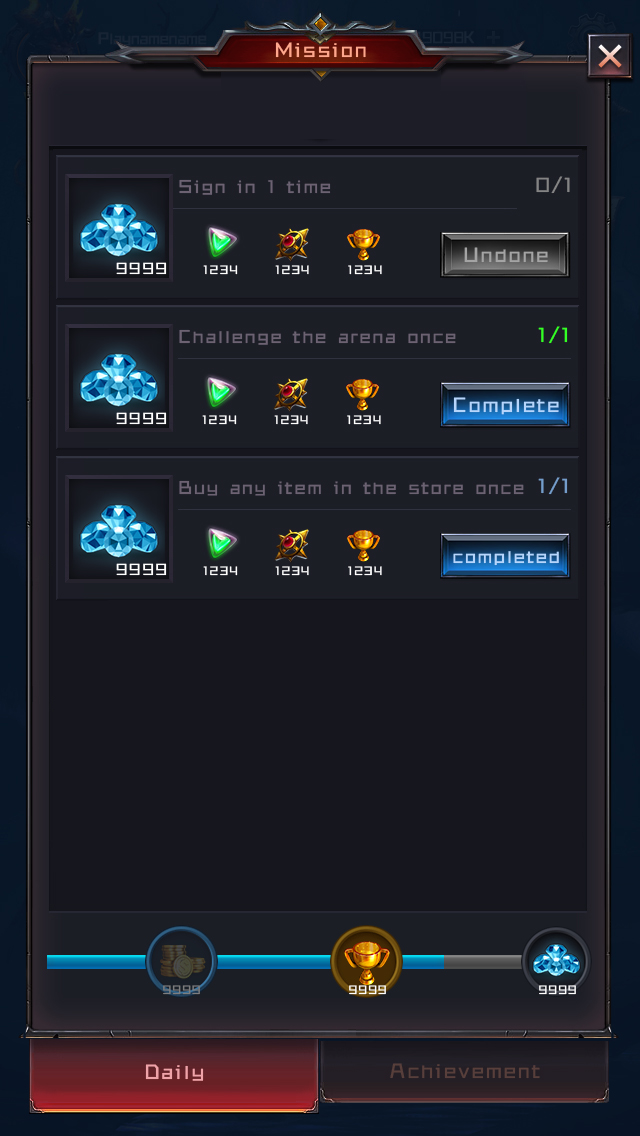 Playnamename 9098K +
Mission
Sign in 1 time 0/1
9999
1234 1234 1234
Undone
Challenge the arena once 1/1
9999
1234 1234 1234
Complete
Buy any item in the store once 1/1
9999
1234 1234 1234
completed
9999 9999 9999
Daily Achievement